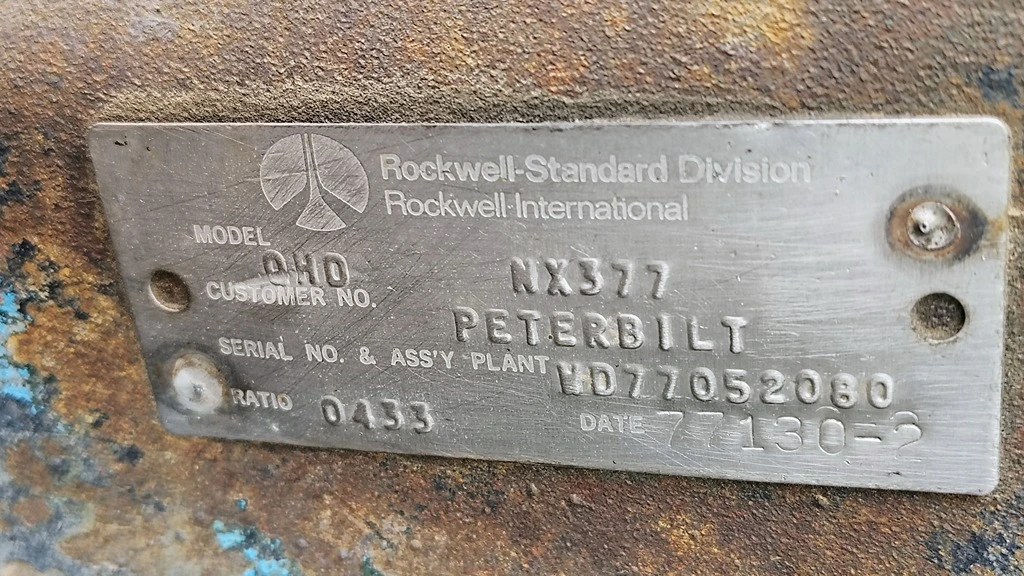 Rockwell-Standard Division
Rockwell International
MODEL QHD NX377
CUSTOMER NO. PETERBILT
SERIAL NO. & ASS'Y PLANT WD77052080
RATIO 0433 DATE 77130-2